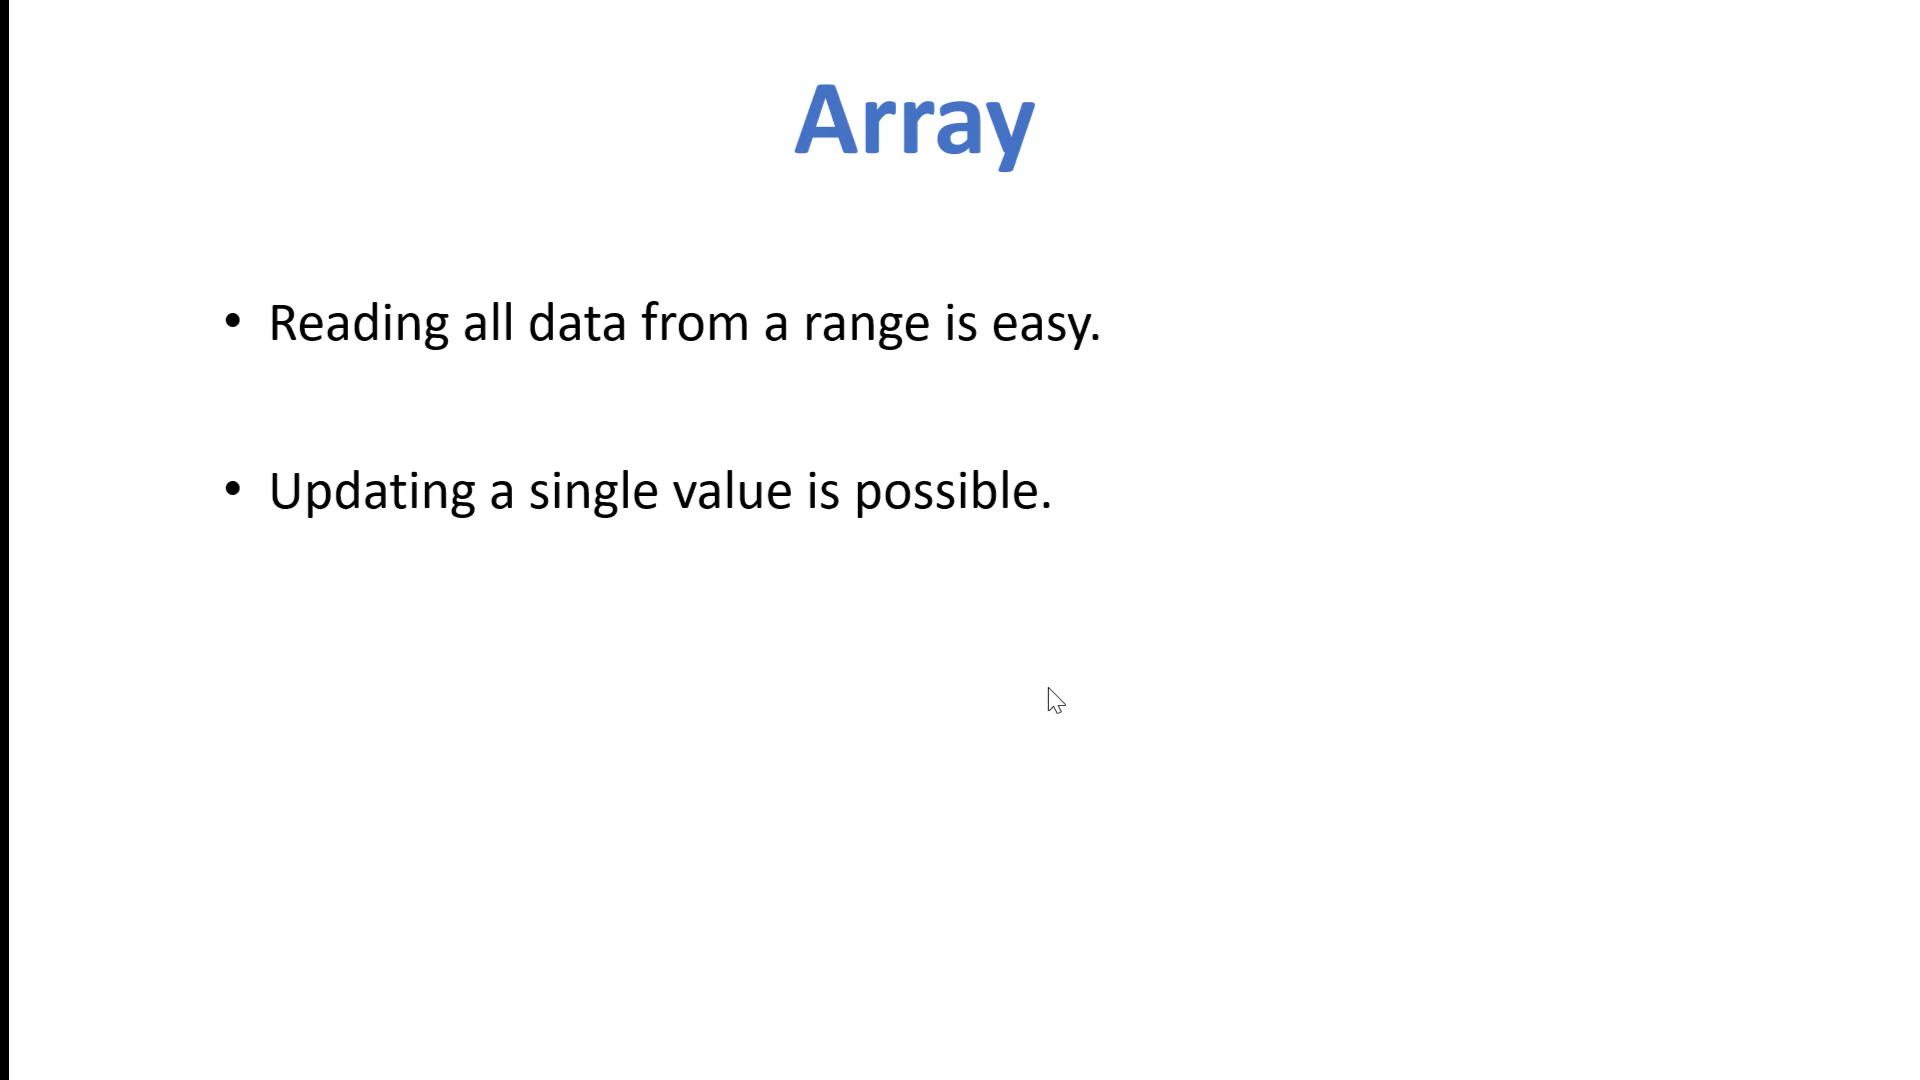 Array
• Reading all data from a range is easy.
• Updating a single value is possible.